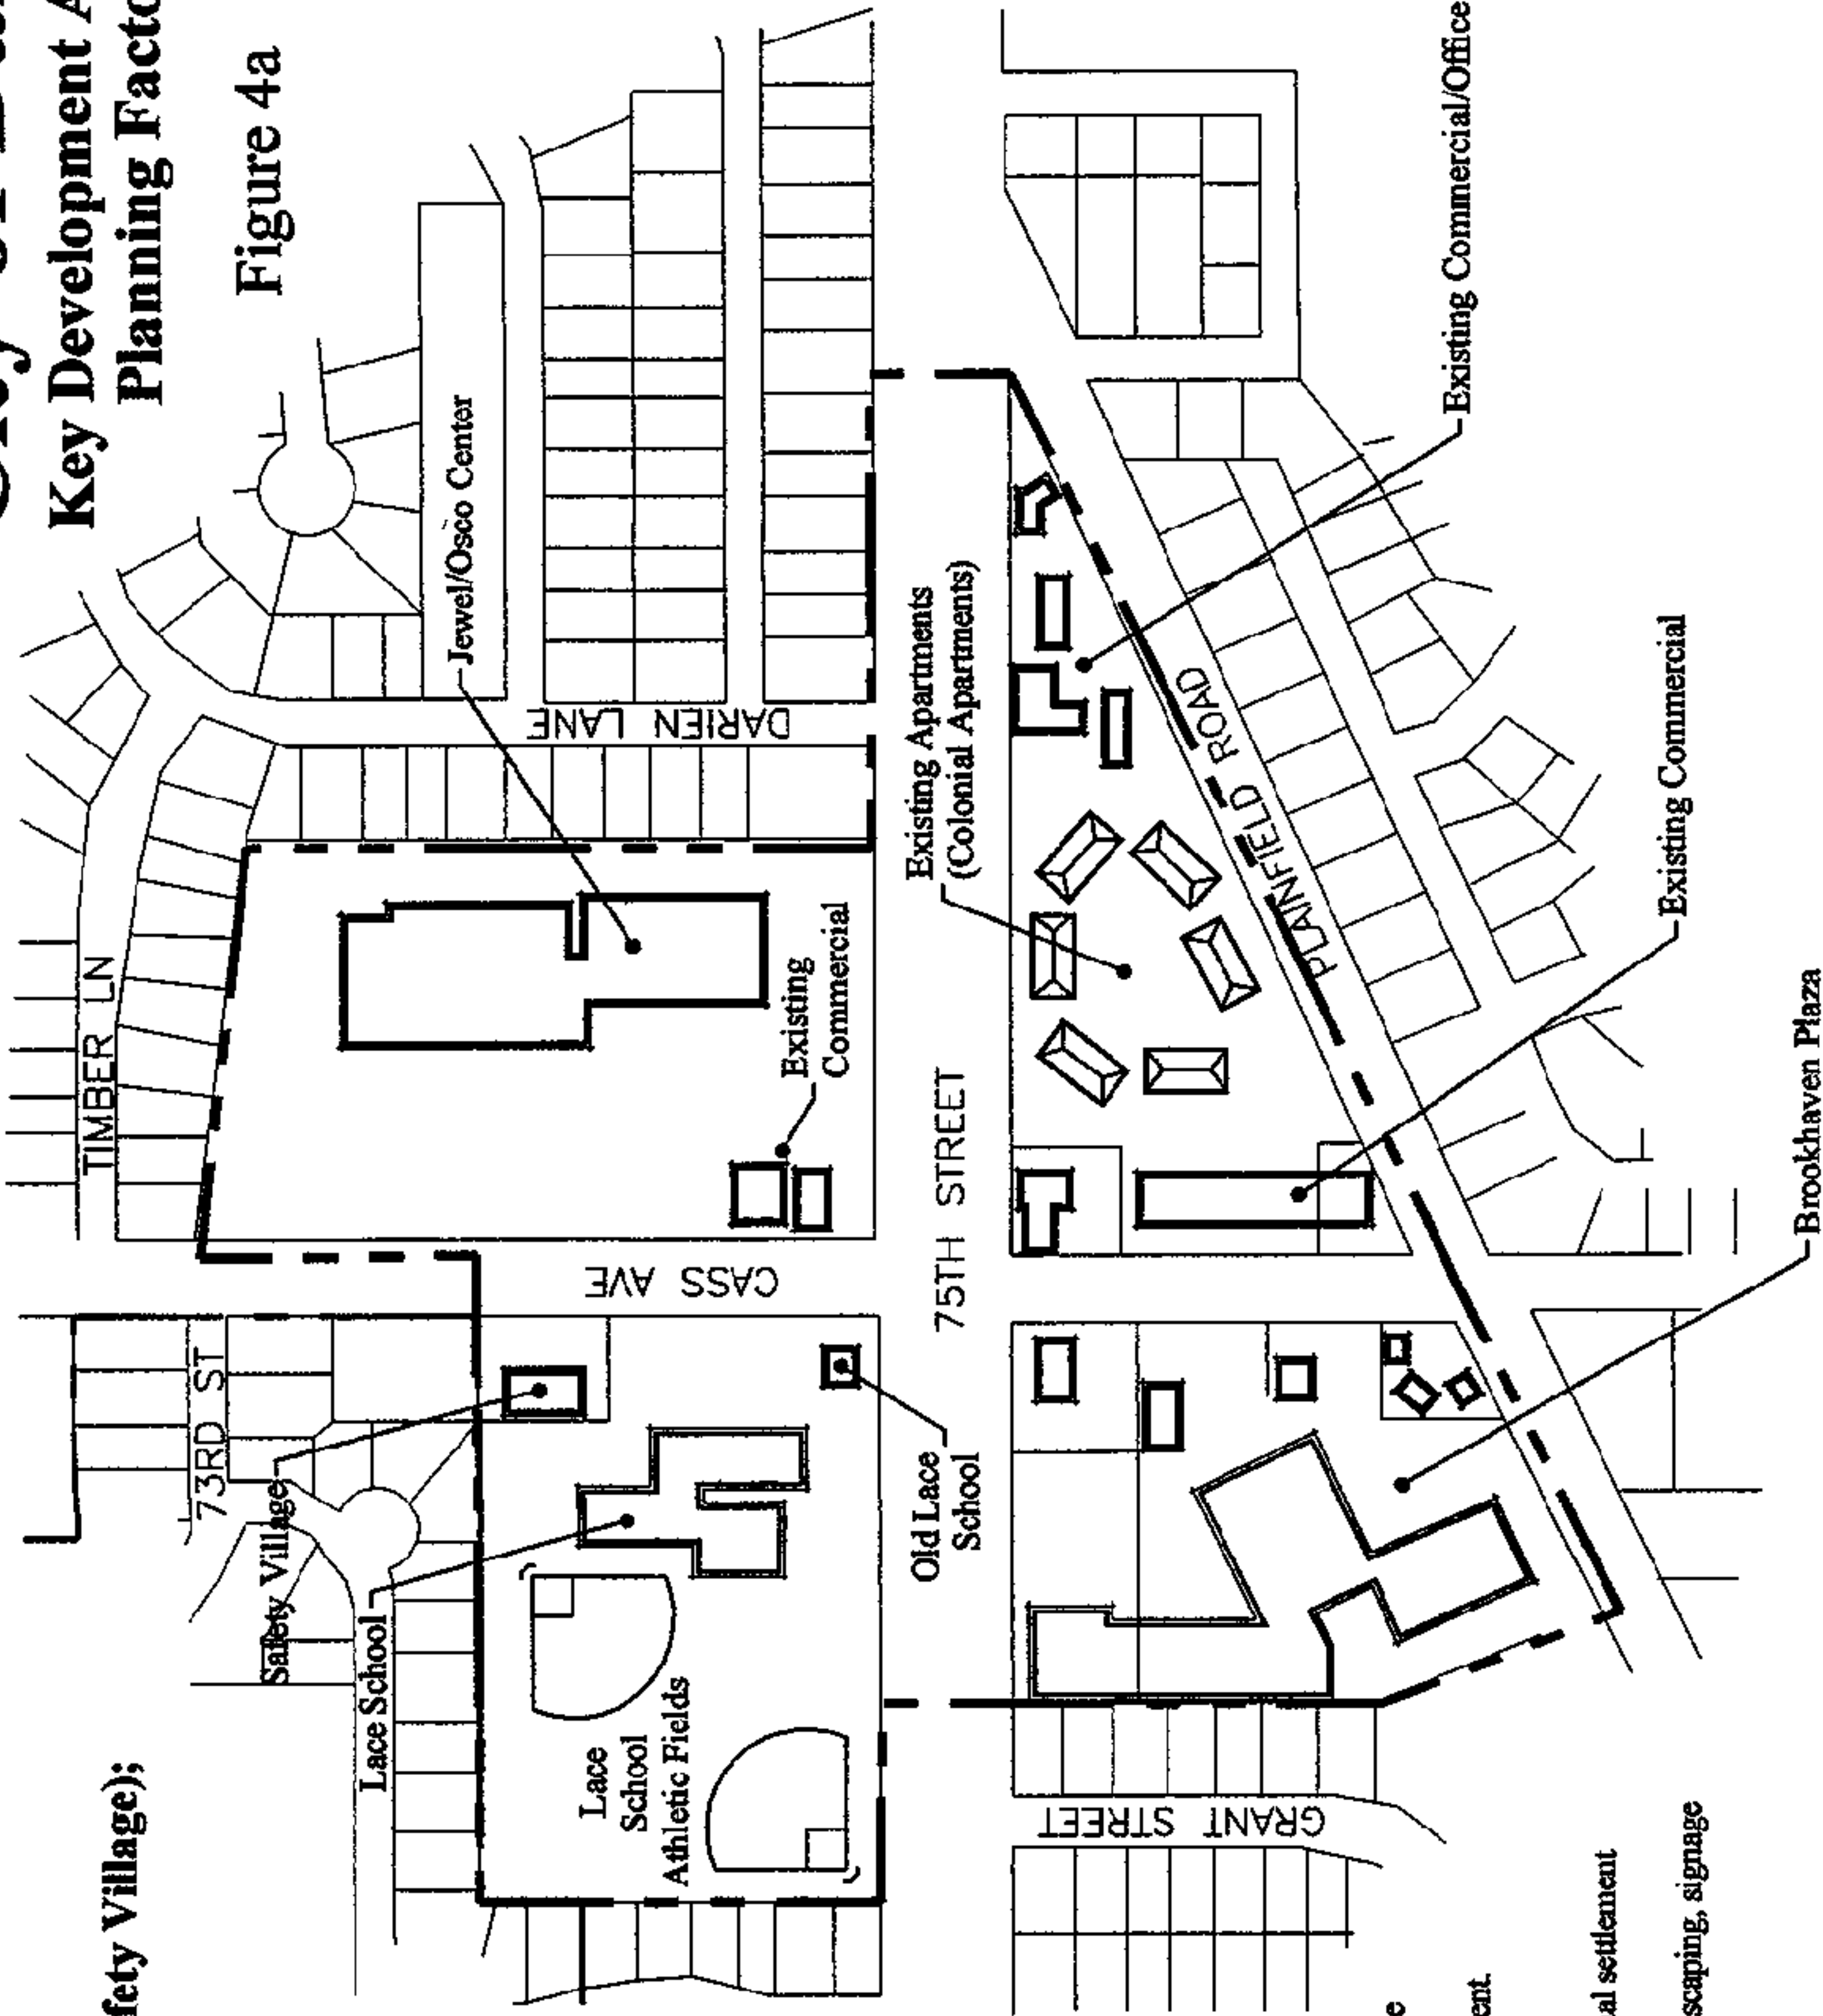 Key Development A
Planning Facto
Figure 4a
fety Village);
TIMBER LN
73RD ST
Safety Village
Lace School
Jewel/Osco Center
DARIEN LANE
Existing
Commercial
CASS AVE
Lace
School
Athletic Fields
Old Lace
School
75TH STREET
Existing Apartments
(Colonial Apartments)
PLAINFIELD ROAD
GRANT STREET
Existing Commercial/Office
Existing Commercial
Brookhaven Plaza
e
ent.
al settlement
scaping, signage